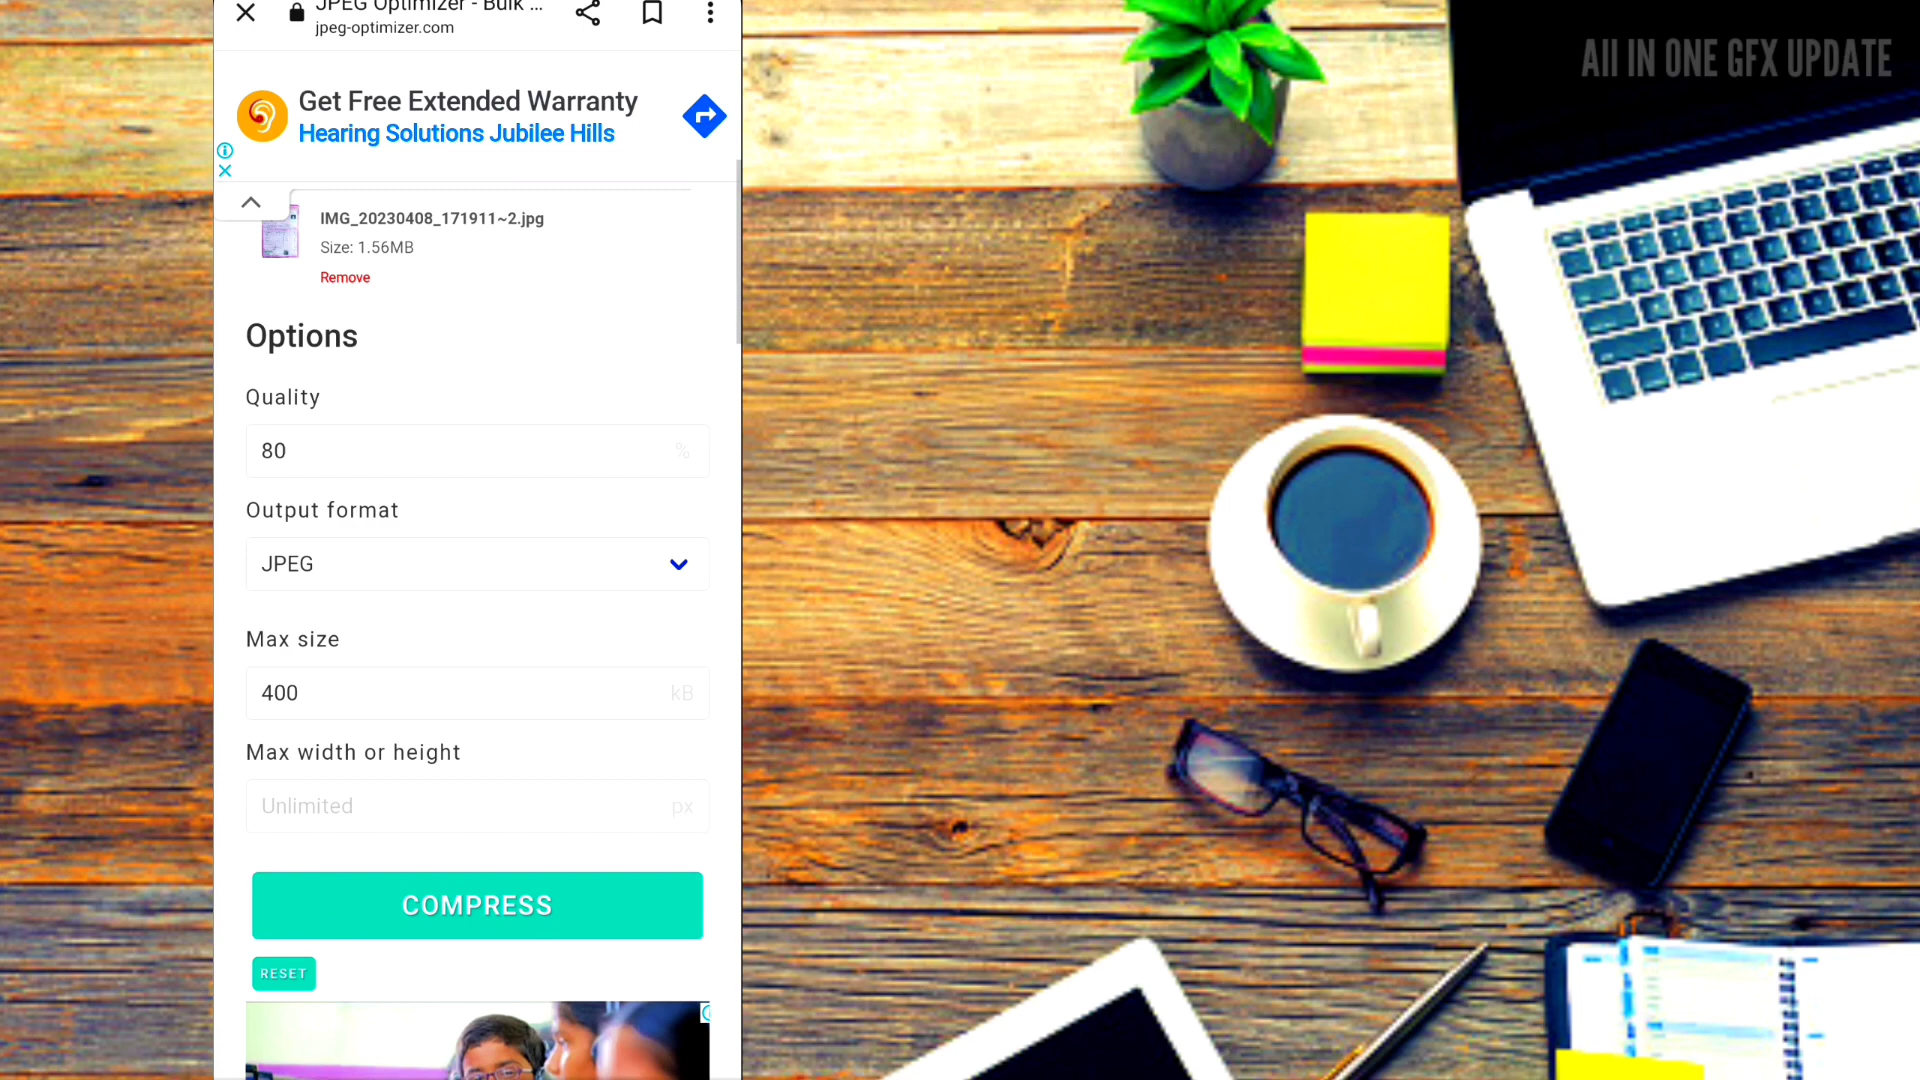 JPEG Optimizer - Bulk ...
jpeg-optimizer.com
All IN ONE GFX UPDATE
Get Free Extended Warranty
Hearing Solutions Jubilee Hills
IMG_20230408_171911~2.jpg
Size: 1.56MB
Remove
Options
Quality
80 %
Output format
JPEG
Max size
400 kB
Max width or height
Unlimited px
COMPRESS
RESET